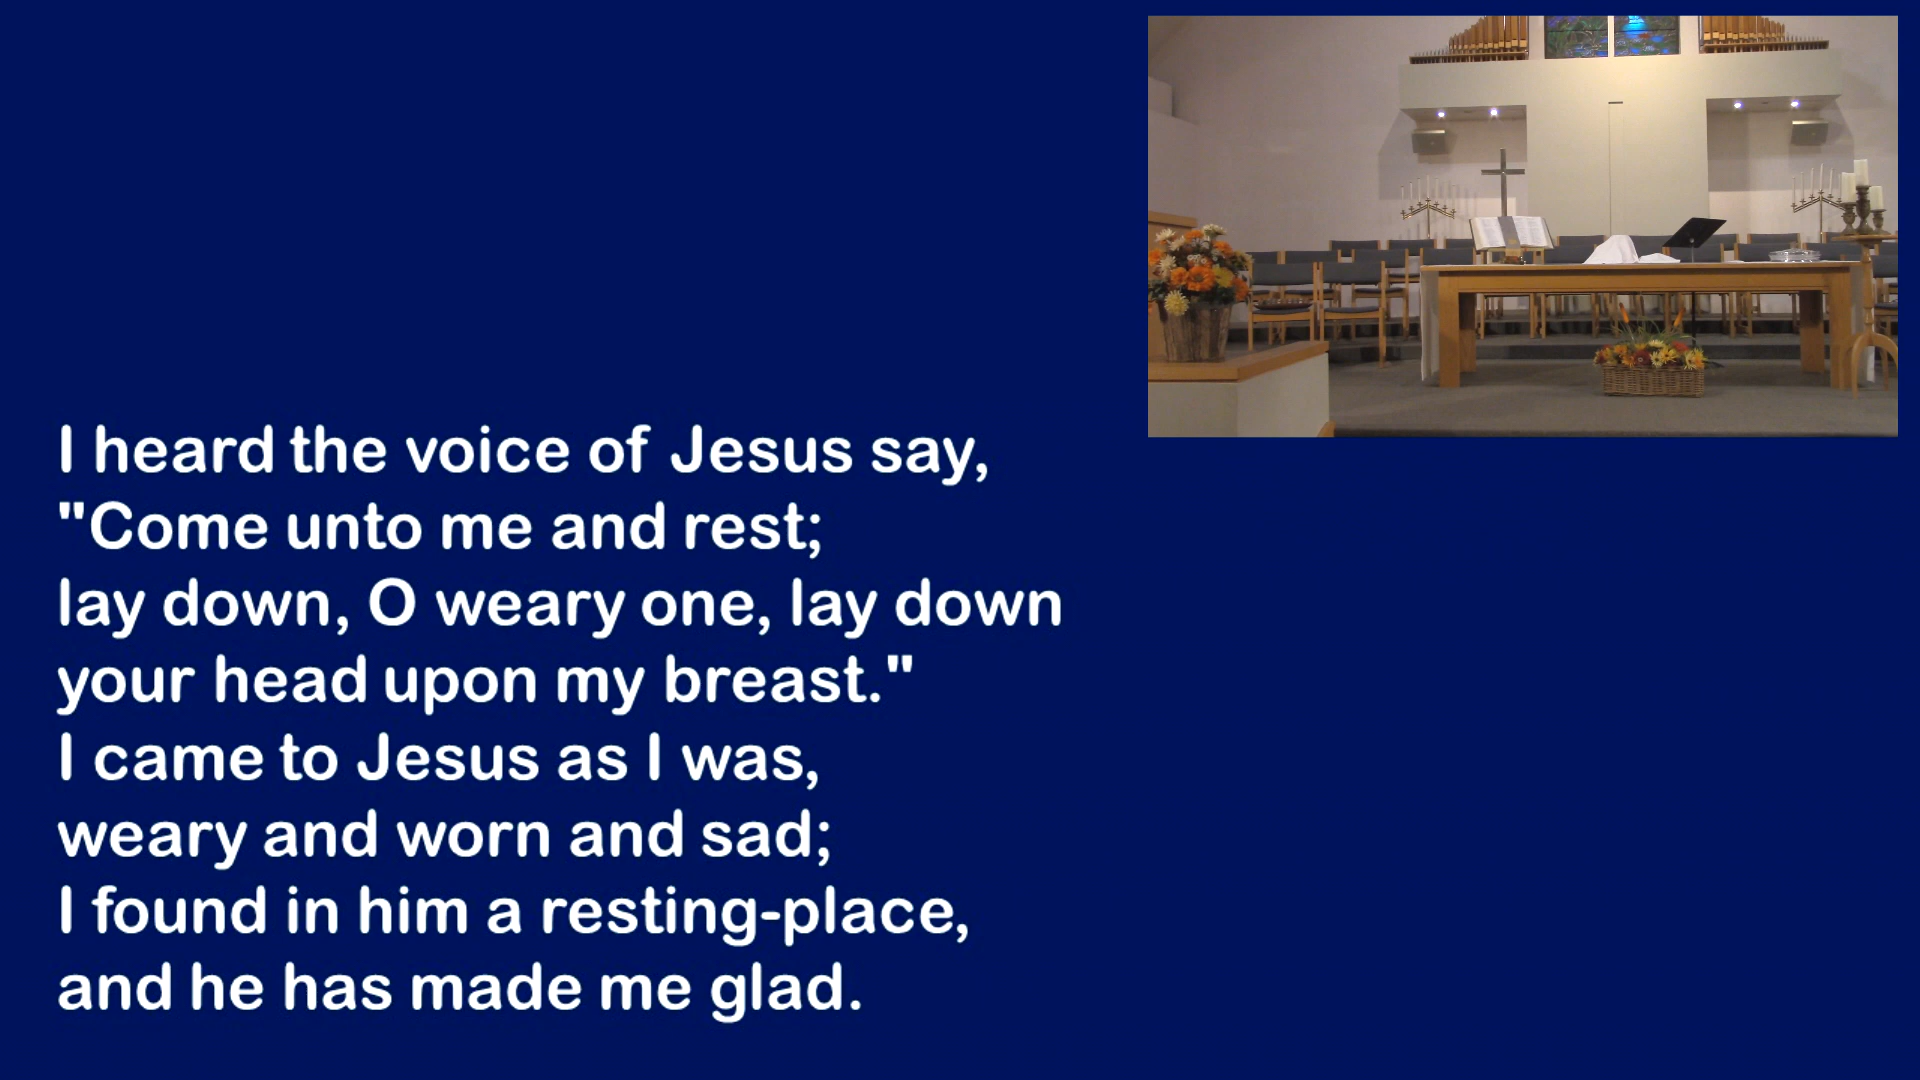 I heard the voice of Jesus say,
"Come unto me and rest;
lay down, O weary one, lay down
your head upon my breast."
I came to Jesus as I was,
weary and worn and sad;
I found in him a resting-place,
and he has made me glad.